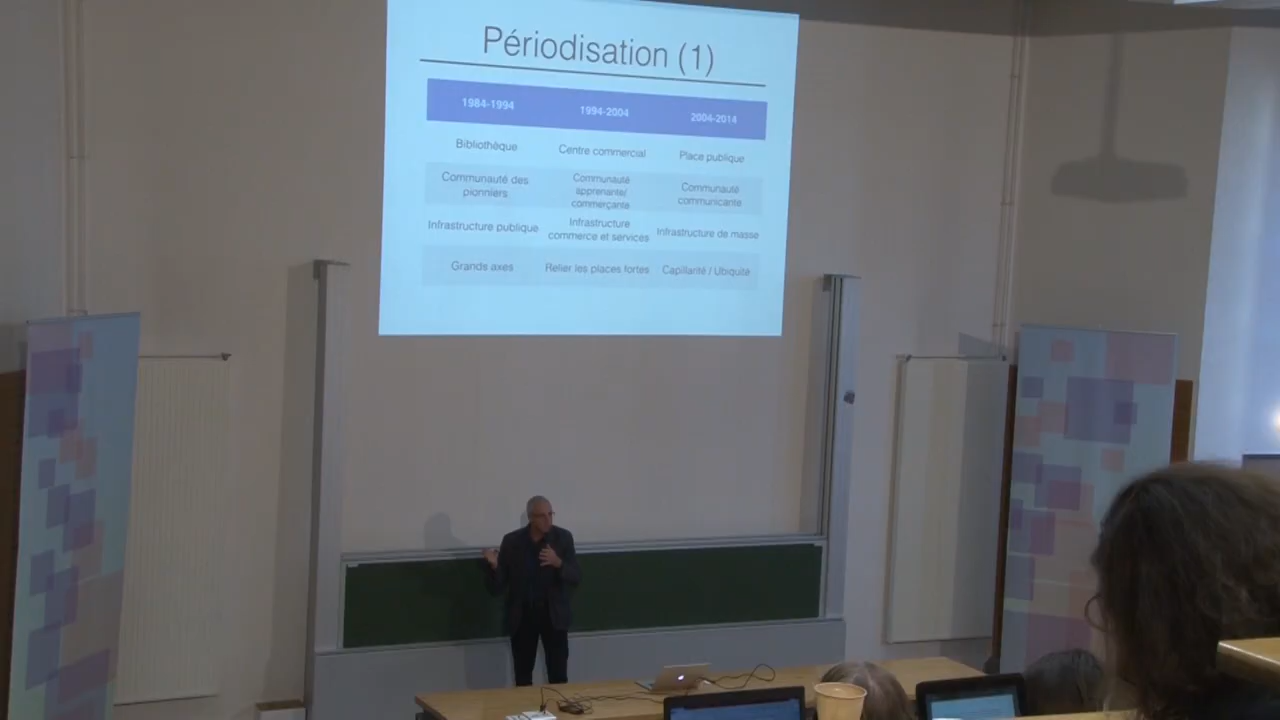 Périodisation (1)
1984-1994 1994-2004 2004-2014
Bibliothèque Centre commercial Place publique
Communauté des
pionniers
Communauté
apprenante/
commerçante
Communauté
communicante
Infrastructure publique
Infrastructure
commerce et services
Infrastructure de masse
Grands axes Relier les places fortes Capillarité / Ubiquité